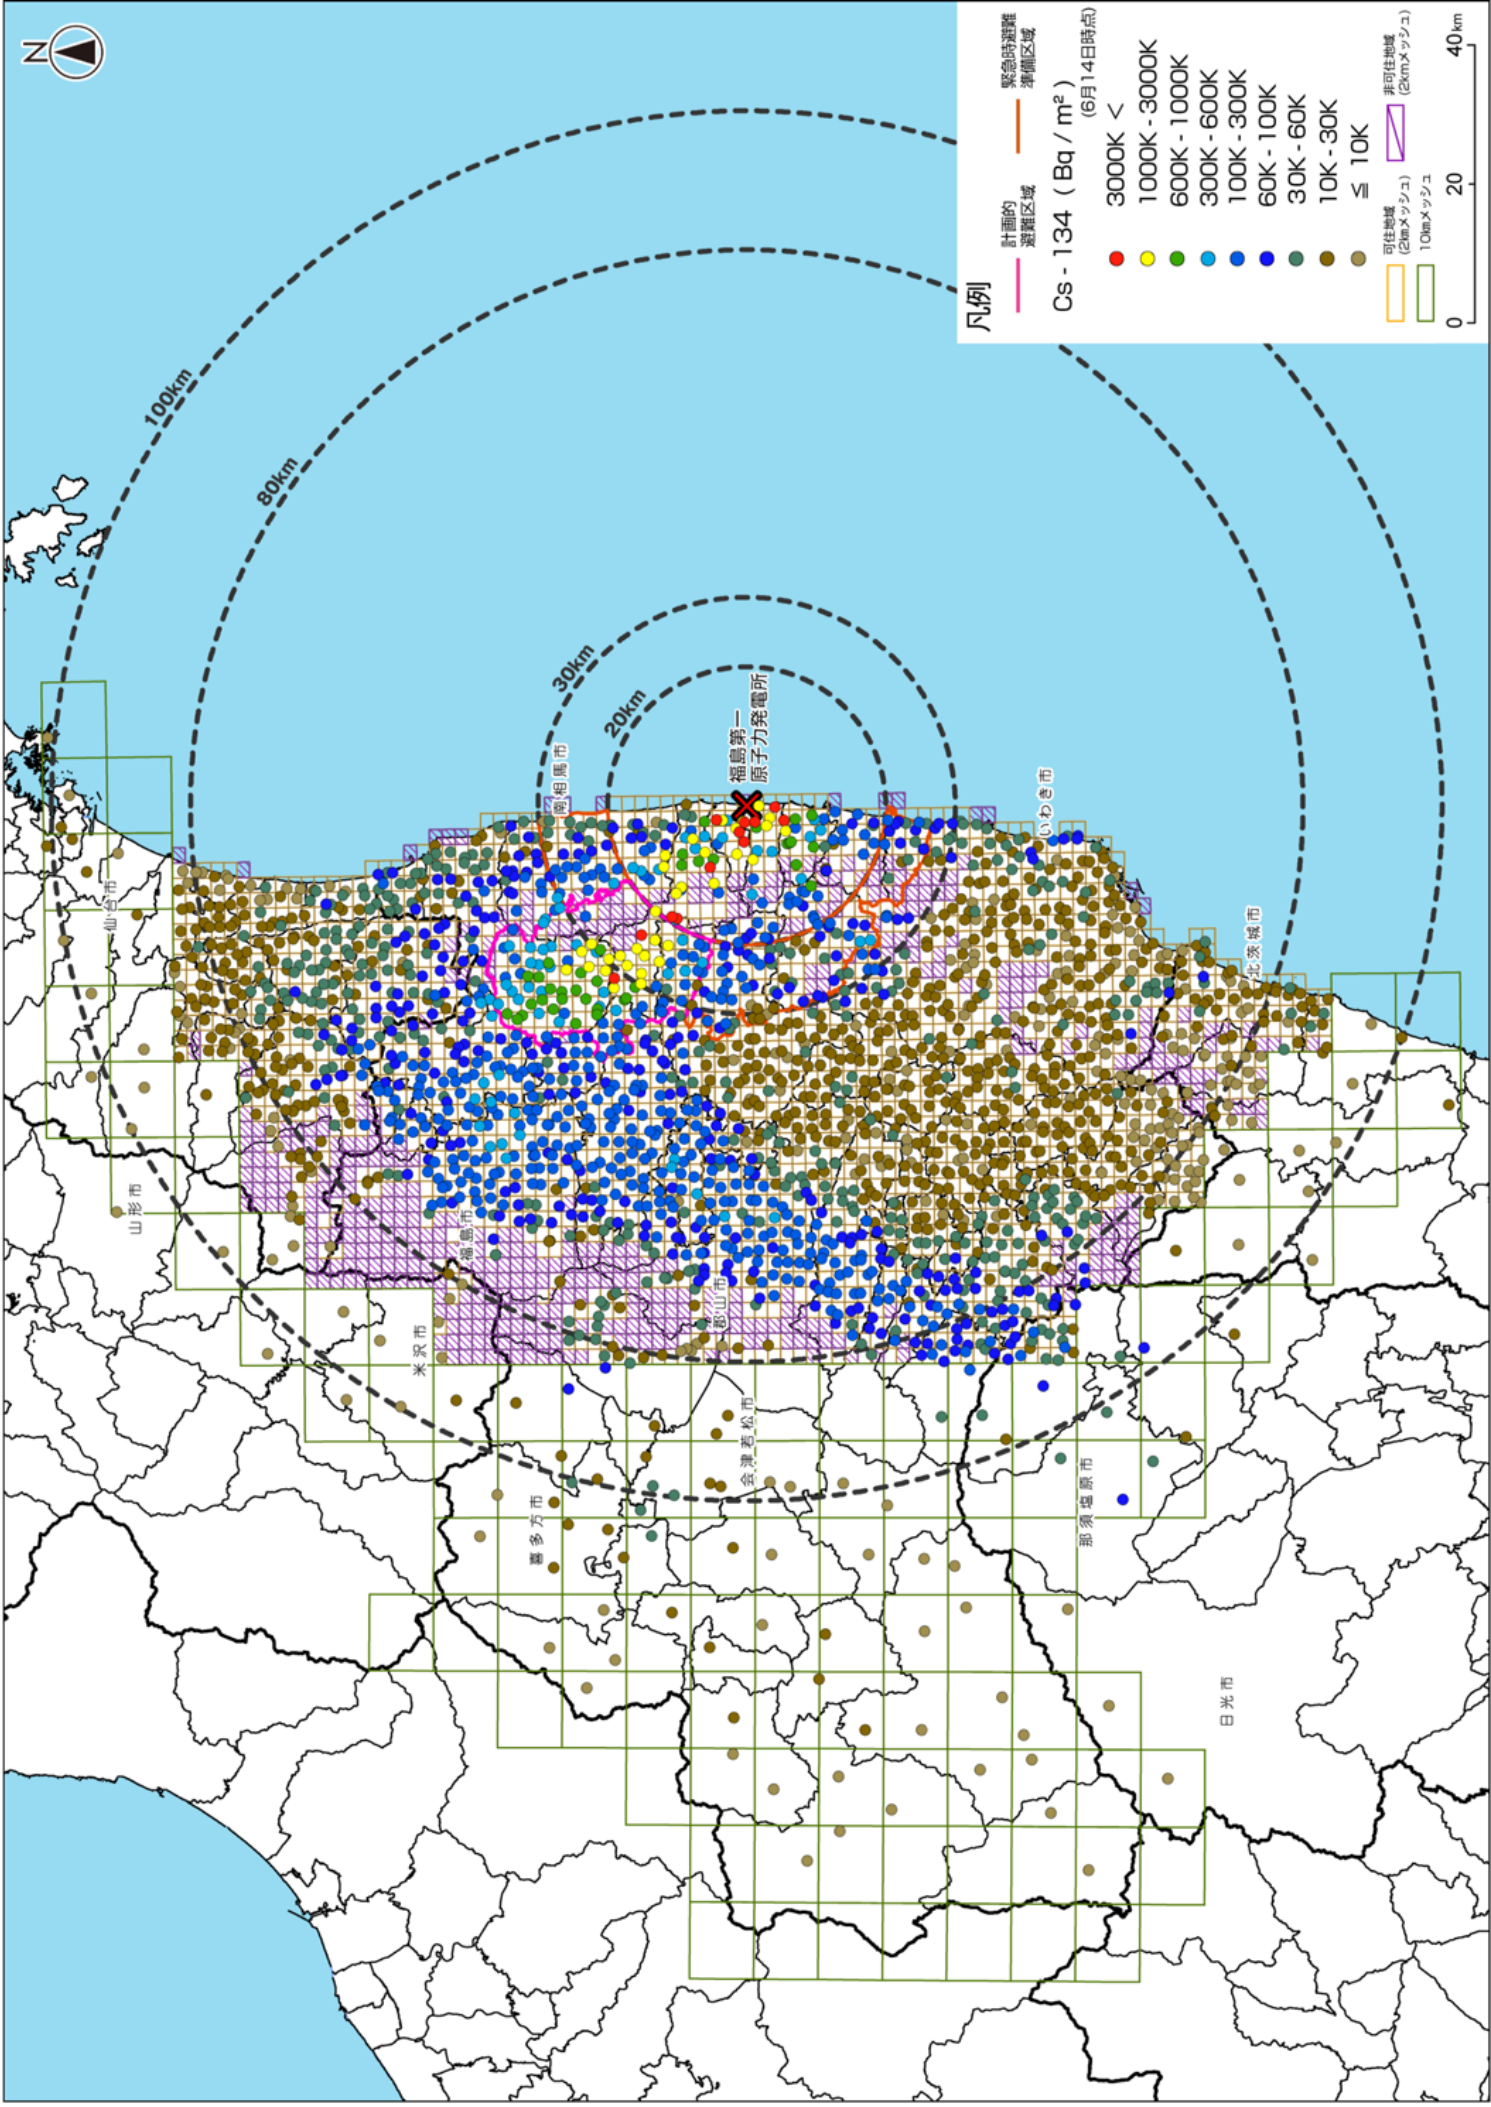 N
100km
80km
30km
20km
福島第一
原子力発電所
南相馬市
いわき市
仙台市
北茨城市
山形市
福島市
郡山市
米沢市
会津若松市
喜多方市
那須塩原市
日光市
凡例
計画的
避難区域
緊急時避難
準備区域
Cs - 134 ( Bq / m² )
(6月14日時点)
3000K <
1000K - 3000K
600K - 1000K
300K - 600K
100K - 300K
60K - 100K
30K - 60K
10K - 30K
≦ 10K
可住地域
(2kmメッシュ)
非可住地域
(2kmメッシュ)
10kmメッシュ
0 20 40km